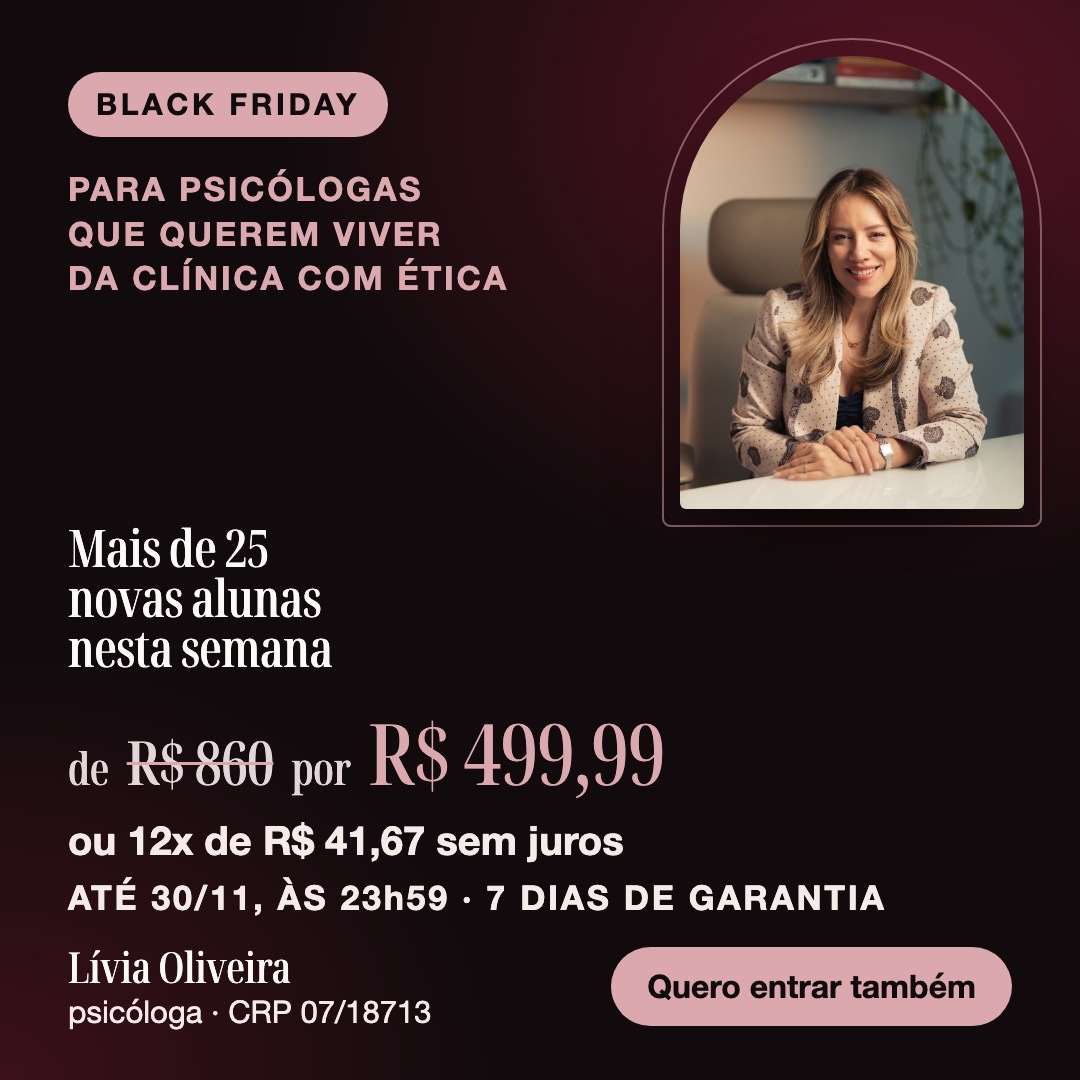 BLACK FRIDAY
PARA PSICÓLOGAS
QUE QUEREM VIVER
DA CLÍNICA COM ÉTICA
Mais de 25
novas alunas
nesta semana
de R$ 860 por R$ 499,99
ou 12x de R$ 41,67 sem juros
ATÉ 30/11, ÀS 23h59 · 7 DIAS DE GARANTIA
Lívia Oliveira
psicóloga · CRP 07/18713
Quero entrar também